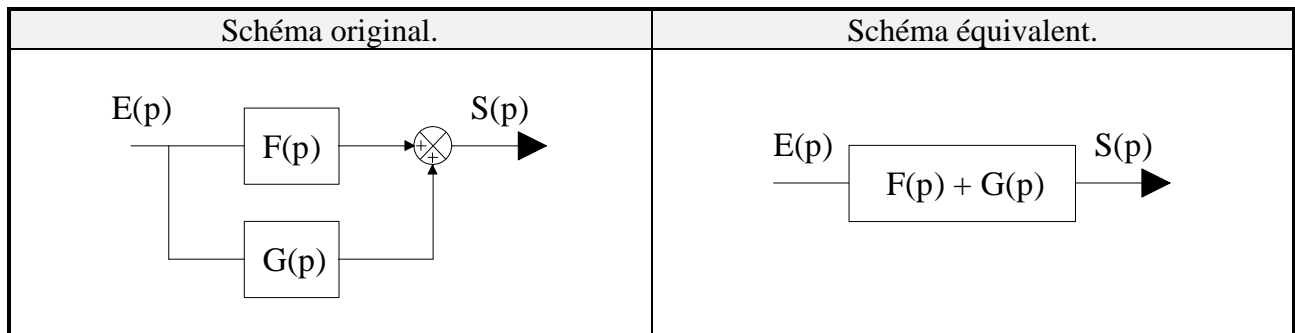 Schéma original.
Schéma équivalent.
E(p)
S(p)
F(p)
+
+
G(p)
E(p)
S(p)
F(p) + G(p)